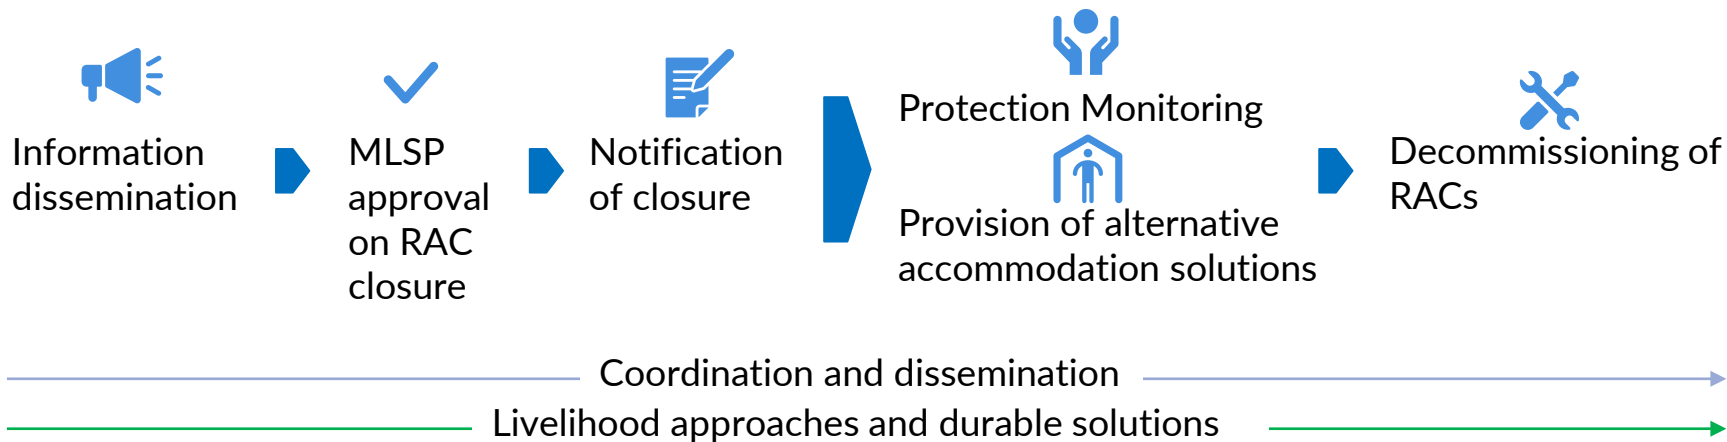 Information
dissemination
MLSP
approval
on RAC
closure
Notification
of closure
Protection Monitoring
Provision of alternative
accommodation solutions
Decommissioning of
RACs
Coordination and dissemination
Livelihood approaches and durable solutions